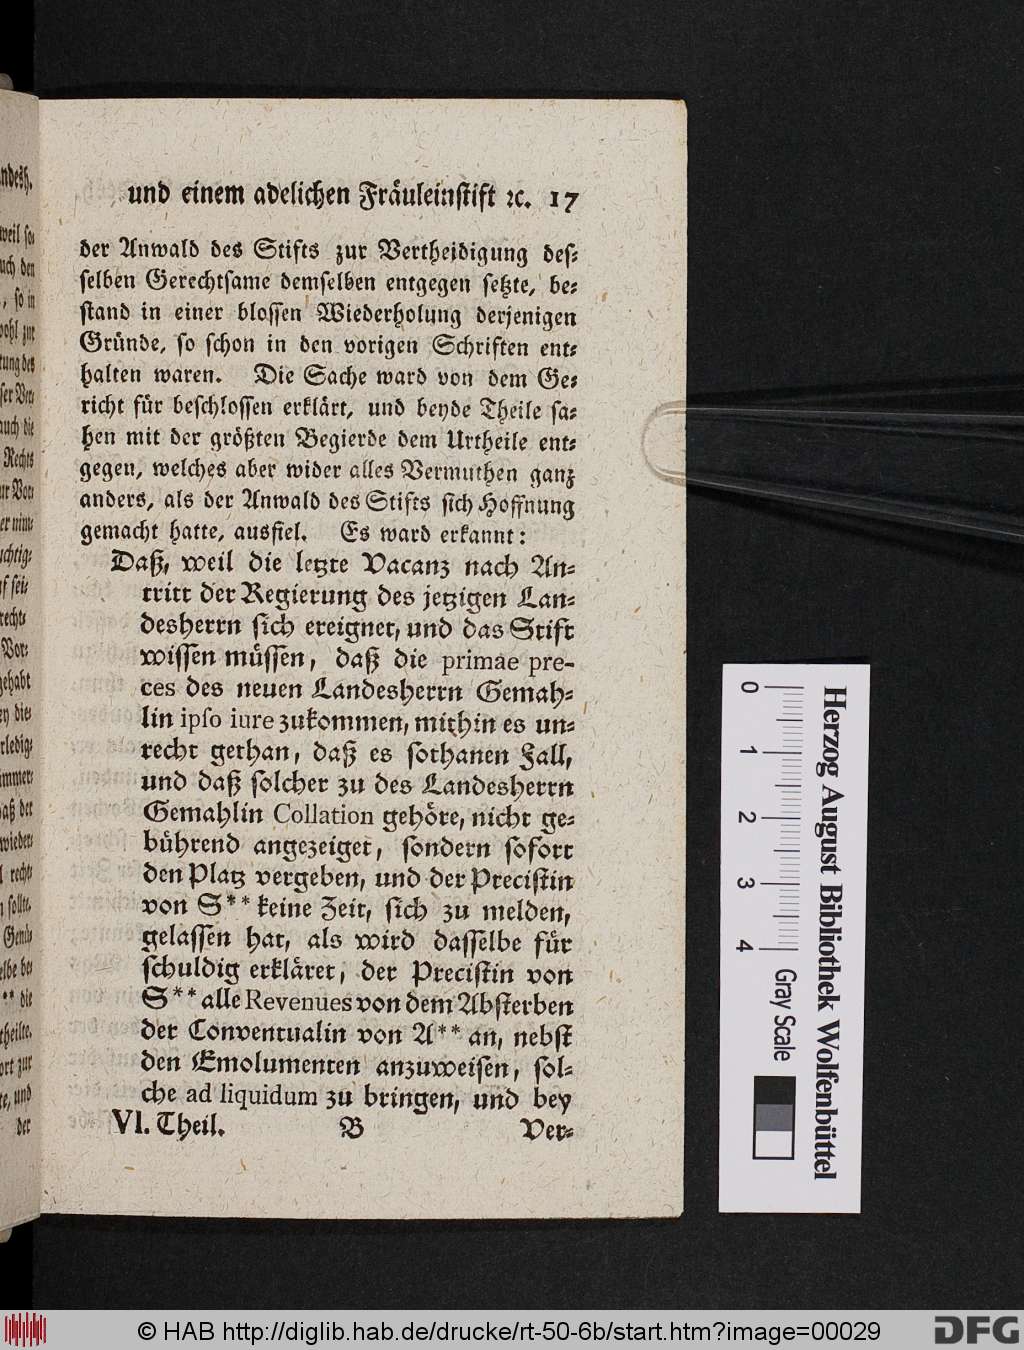 und einem adelichen Fräuleinstift ꝛc. 17
der Anwald des Stifts zur Vertheidigung des⸗
selben Gerechtsame demselben entgegen setzte, be⸗
stand in einer blossen Wiederholung derjenigen
Gründe, so schon in den vorigen Schriften ent⸗
halten waren. Die Sache ward von dem Ge⸗
richt für beschlossen erklärt, und beyde Theile sa⸗
hen mit der größten Begierde dem Urtheile ent⸗
gegen, welches aber wider alles Vermuthen ganz
anders, als der Anwald des Stifts sich Hoffnung
gemacht hatte, ausfiel. Es ward erkannt:
Daß, weil die letzte Vacanz nach An⸗
tritt der Regierung des jetzigen Lan⸗
desherrn sich ereignet, und das Stift
wissen müssen, daß die primae pre-
ces des neuen Landesherrn Gemah⸗
lin ipso iure zukommen, mithin es un⸗
recht gethan, daß es sothanen Fall,
und daß solcher zu des Landesherrn
Gemahlin Collation gehöre, nicht ge⸗
bührend angezeiget, sondern sofort
den Platz vergeben, und der Precistin
von S** keine Zeit, sich zu melden,
gelassen hat, als wird dasselbe für
schuldig erkläret, der Precistin von
S** alle Revenues von dem Absterben
der Conventualin von A** an, nebst
den Emolumenten anzuweisen, sol⸗
che ad liquidum zu bringen, und bey
VI. Theil. B Ver⸗
Herzog August Bibliothek Wolfenbüttel
0 1 2 3 4 Gray Scale
© HAB http://diglib.hab.de/drucke/rt-50-6b/start.htm?image=00029
DFG